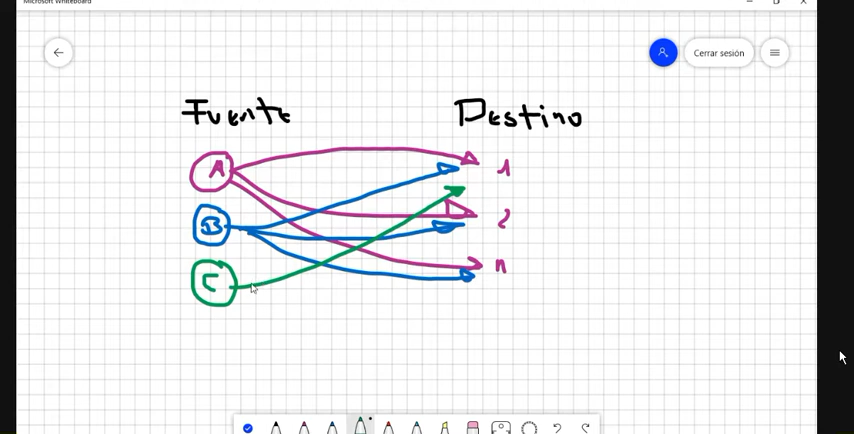 Microsoft Whiteboard
Cerrar sesión
Fuente Destino
A 1
B 2
C n